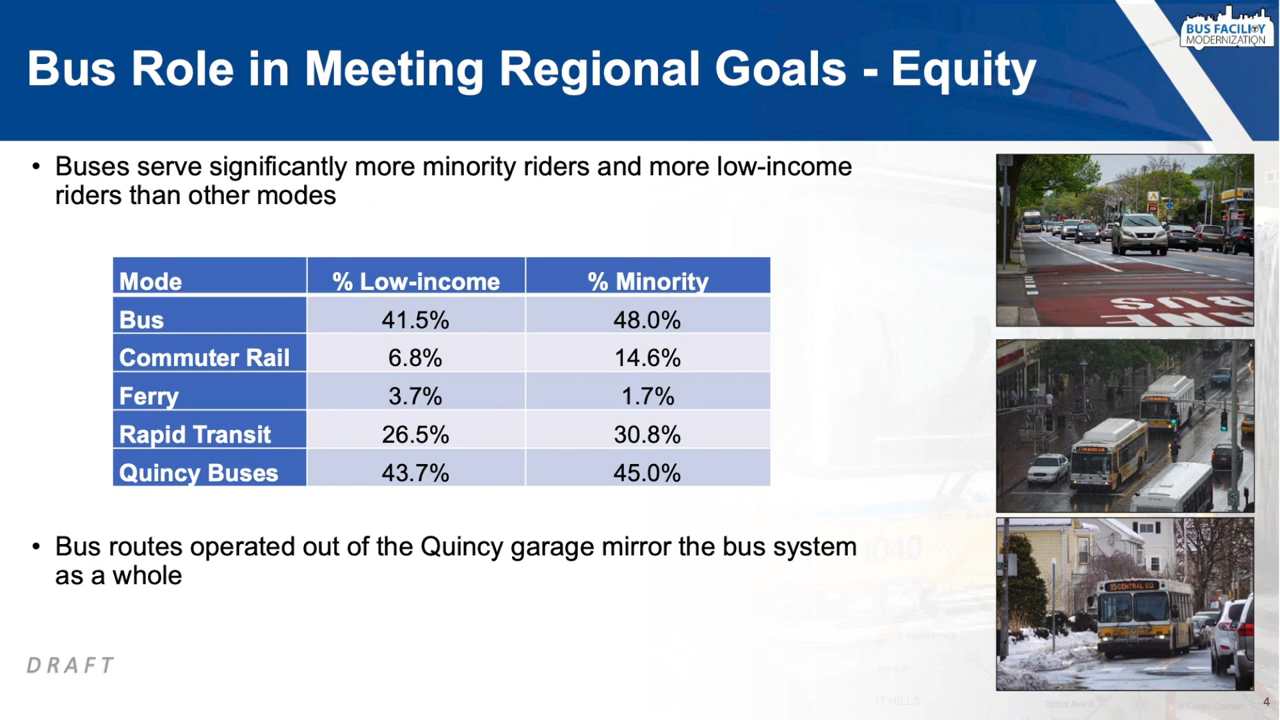 BUS FACILITY
MODERNIZATION
Bus Role in Meeting Regional Goals - Equity
• Buses serve significantly more minority riders and more low-income
riders than other modes
Mode % Low-income % Minority
Bus 41.5% 48.0%
Commuter Rail 6.8% 14.6%
Ferry 3.7% 1.7%
Rapid Transit 26.5% 30.8%
Quincy Buses 43.7% 45.0%
• Bus routes operated out of the Quincy garage mirror the bus system
as a whole
DRAFT
BUS
CENTRAL SQ
4